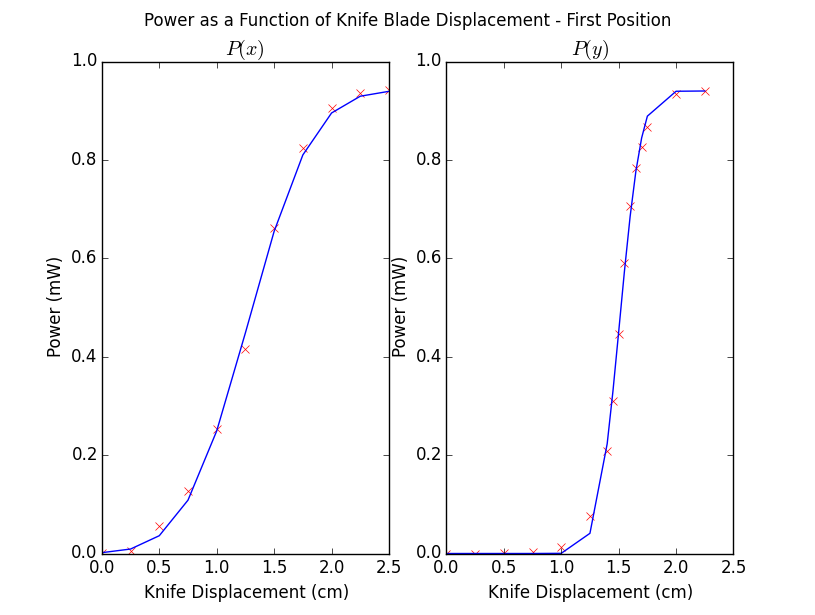 Power as a Function of Knife Blade Displacement - First Position
P(x)
1.0
0.8
0.6
0.4
0.2
0.0
Power (mW)
0.0 0.5 1.0 1.5 2.0 2.5
Knife Displacement (cm)
P(y)
1.0
0.8
0.6
0.4
0.2
0.0
Power (mW)
0.0 0.5 1.0 1.5 2.0 2.5
Knife Displacement (cm)